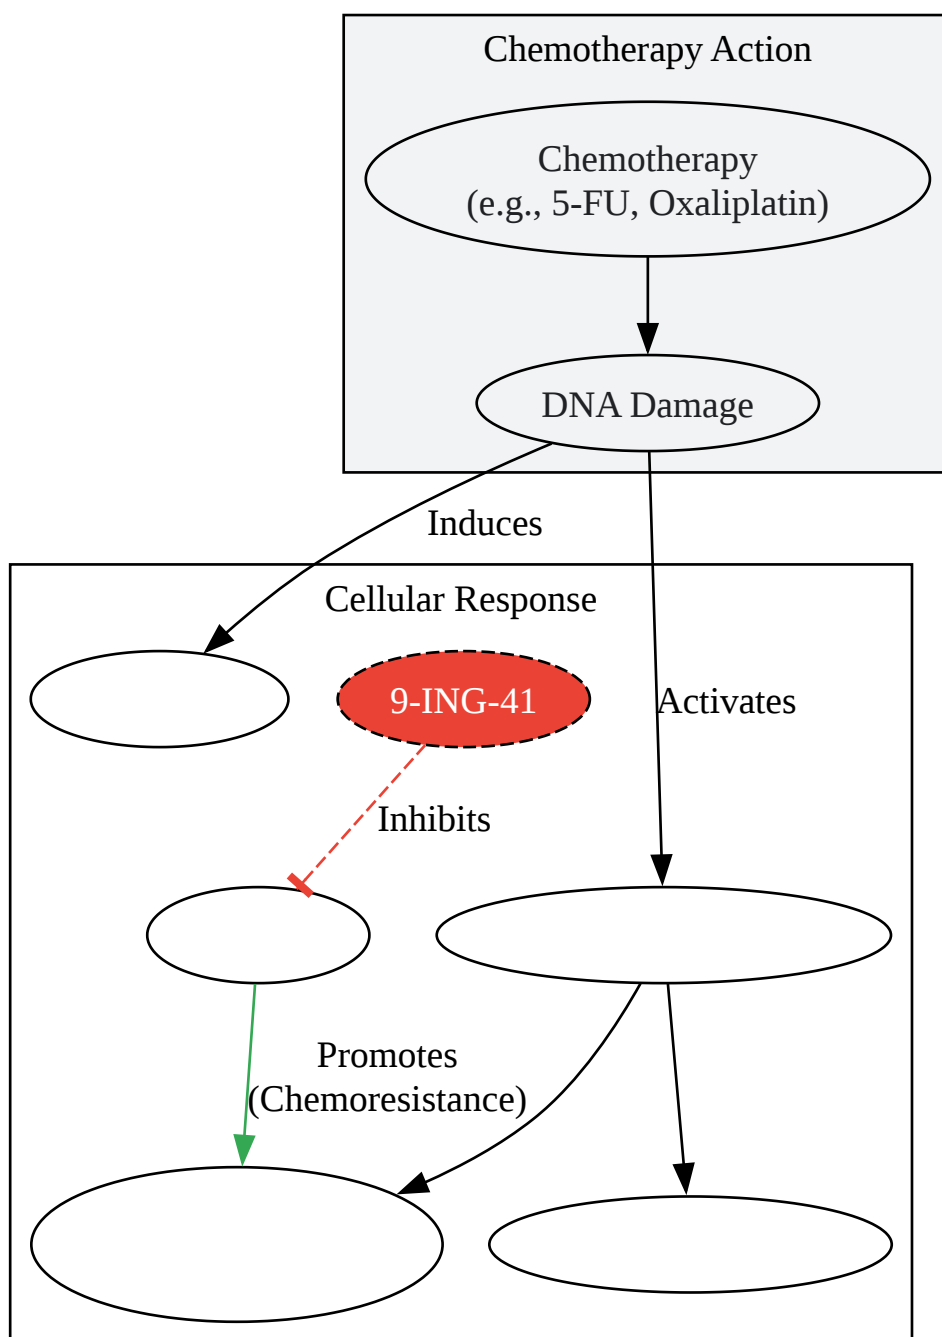 Chemotherapy Action
Chemotherapy
(e.g., 5-FU, Oxaliplatin)
DNA Damage
Induces
Cellular Response
9-ING-41
Activates
Inhibits
Promotes
(Chemoresistance)